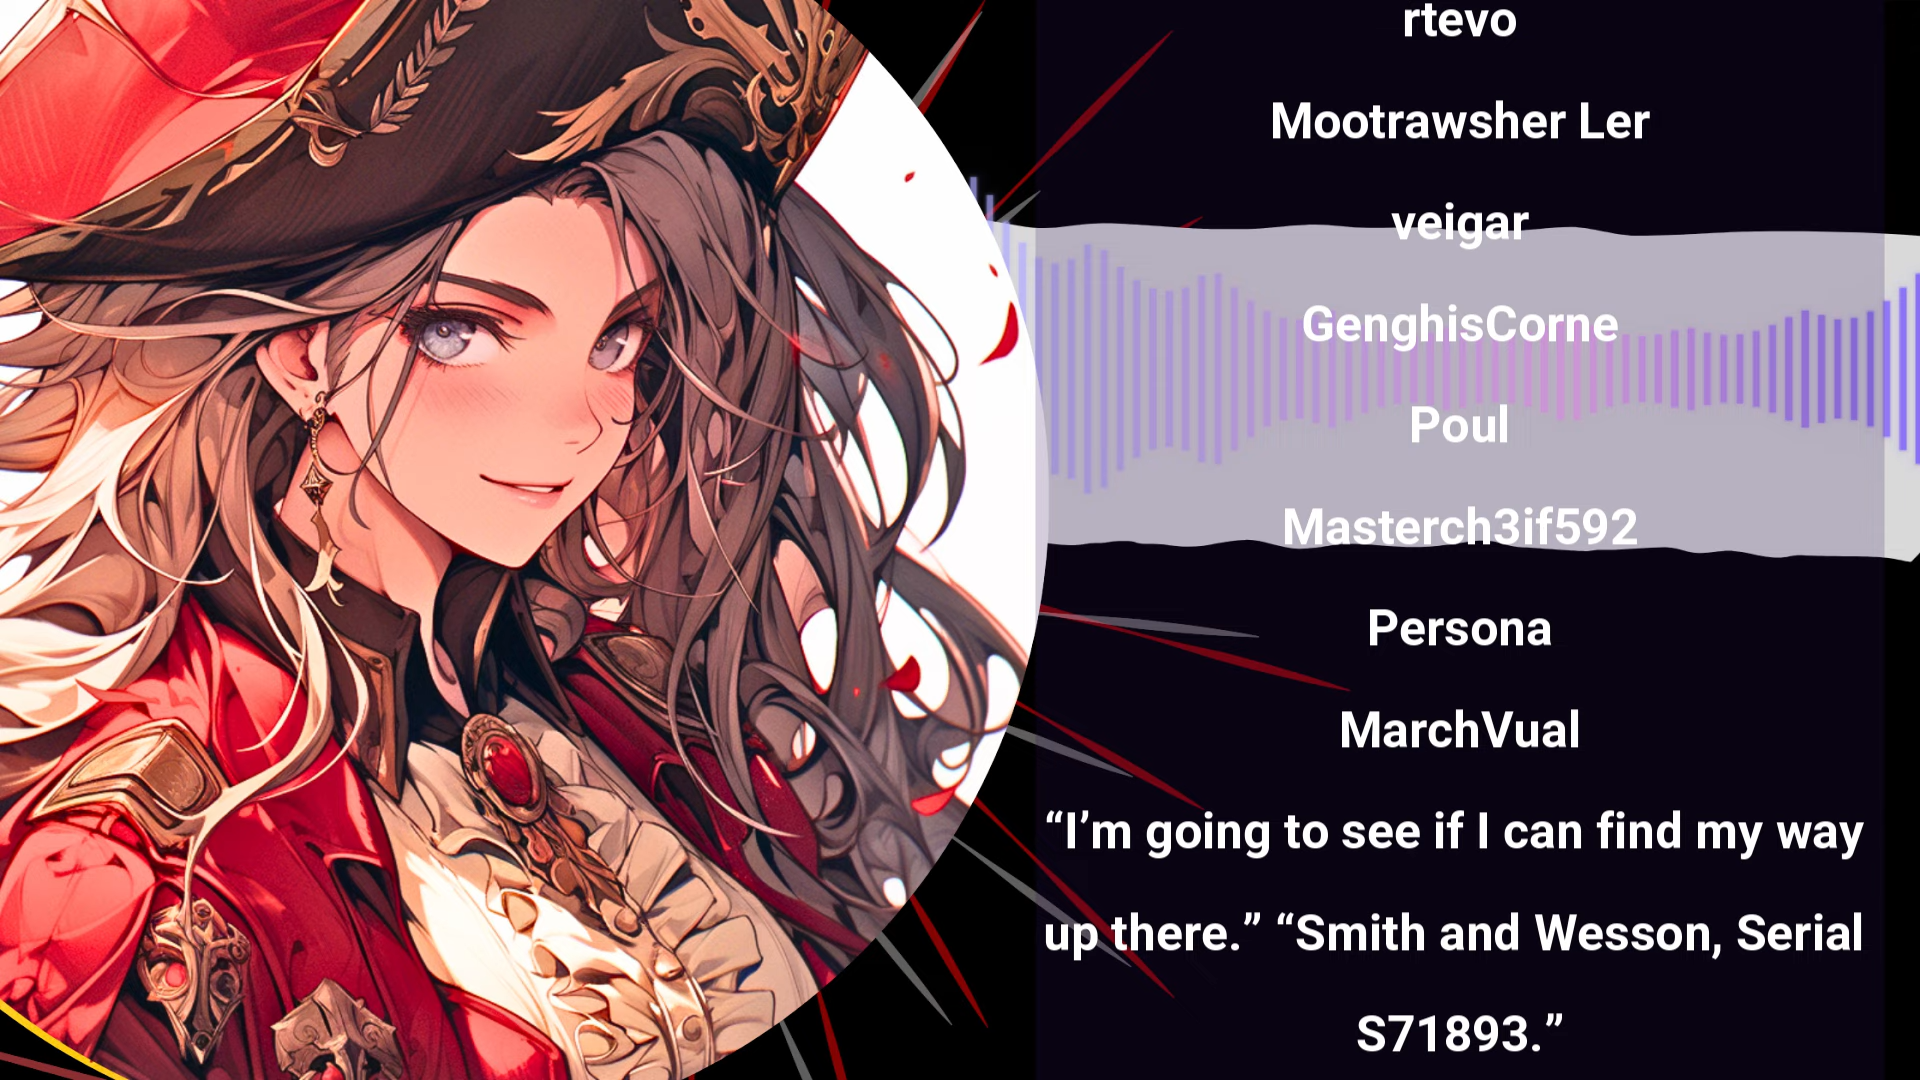 rtevo
Mootrawsher Ler
veigar
GenghisCorne
Poul
Masterch3if592
Persona
MarchVual
“I’m going to see if I can find my way
up there.” “Smith and Wesson, Serial
S71893.”